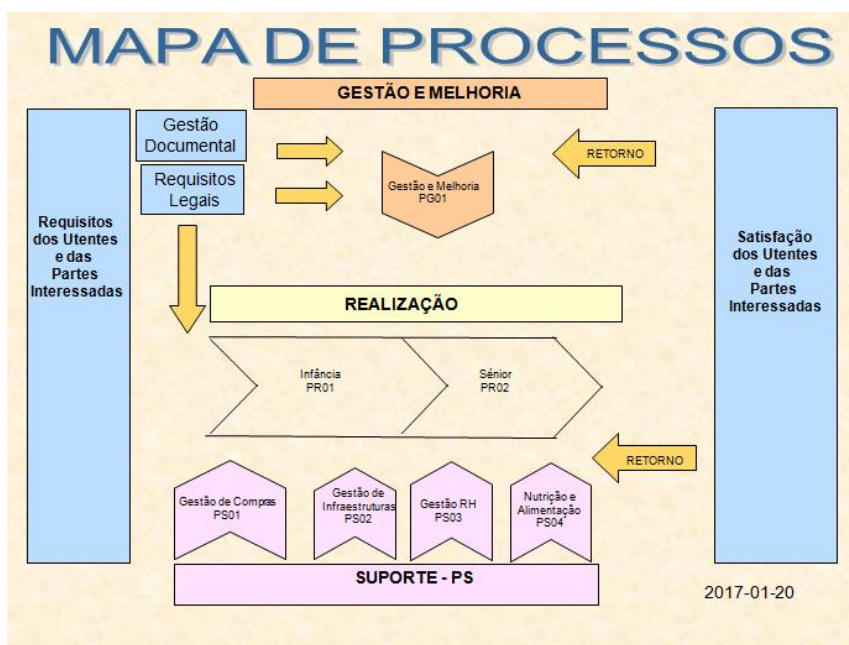 MAPA DE PROCESSOS
GESTÃO E MELHORIA
Gestão
Documental
Requisitos
Legais
RETORNO
Gestão e Melhoria
PG01
Requisitos
dos Utentes
e das
Partes
Interessadas
Satisfação
dos Utentes
e das
Partes
Interessadas
REALIZAÇÃO
Infância
PR01
Sénior
PR02
RETORNO
Gestão de Compras
PS01
Gestão de
Infraestruturas
PS02
Gestão RH
PS03
Nutrição e
Alimentação
PS04
SUPORTE - PS
2017-01-20